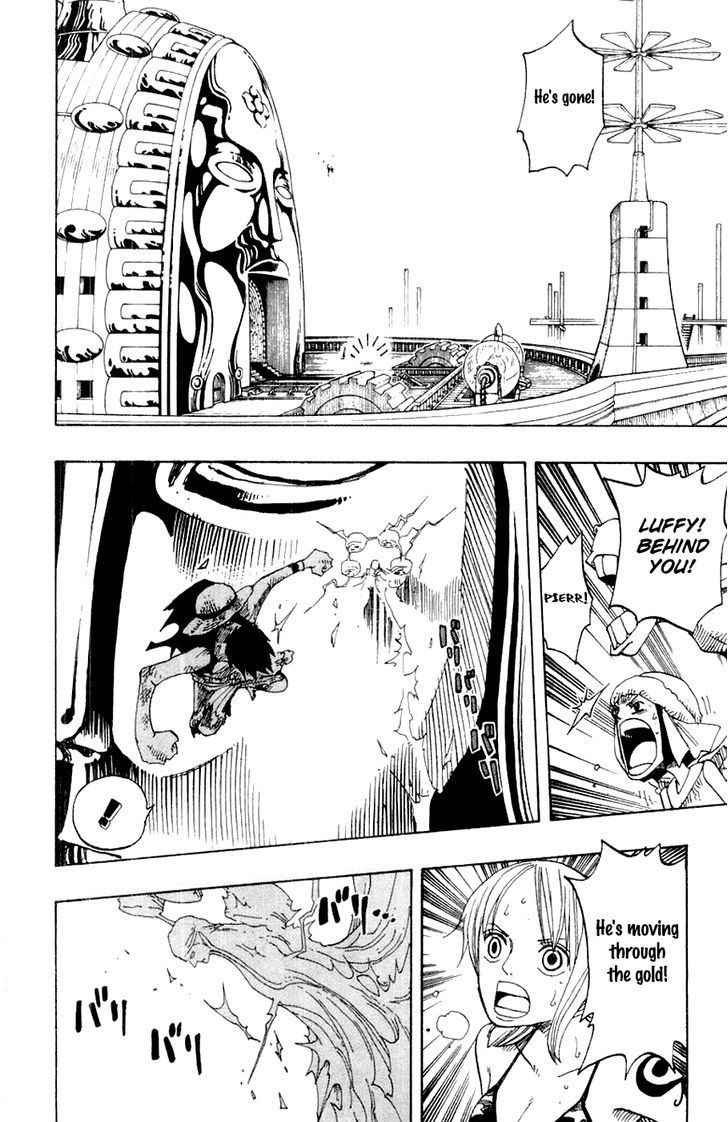 He's gone!
LUFFY!
BEHIND
YOU!
PIERR!
!
He's moving
through
the gold!
バリ
バリ
バリ